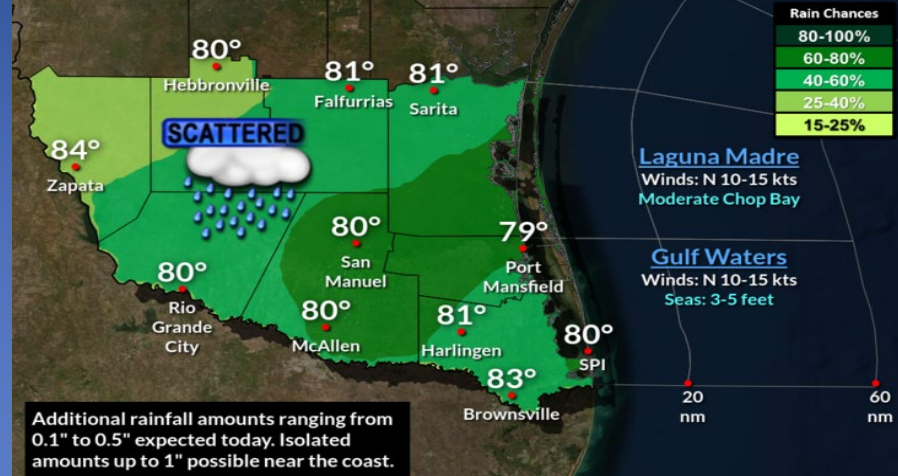 Rain Chances
80-100%
60-80%
40-60%
25-40%
15-25%
80°
Hebbronville
81°
Falfurrias
81°
Sarita
SCATTERED
84°
Zapata
Laguna Madre
Winds: N 10-15 kts
Moderate Chop Bay
80°
San
Manuel
79°
Port
Mansfield
Gulf Waters
Winds: N 10-15 kts
Seas: 3-5 feet
80°
Rio
Grande
City
80°
McAllen
81°
Harlingen
80°
SPI
83°
Brownsville
20
nm
60
nm
Additional rainfall amounts ranging from
0.1" to 0.5" expected today. Isolated
amounts up to 1" possible near the coast.